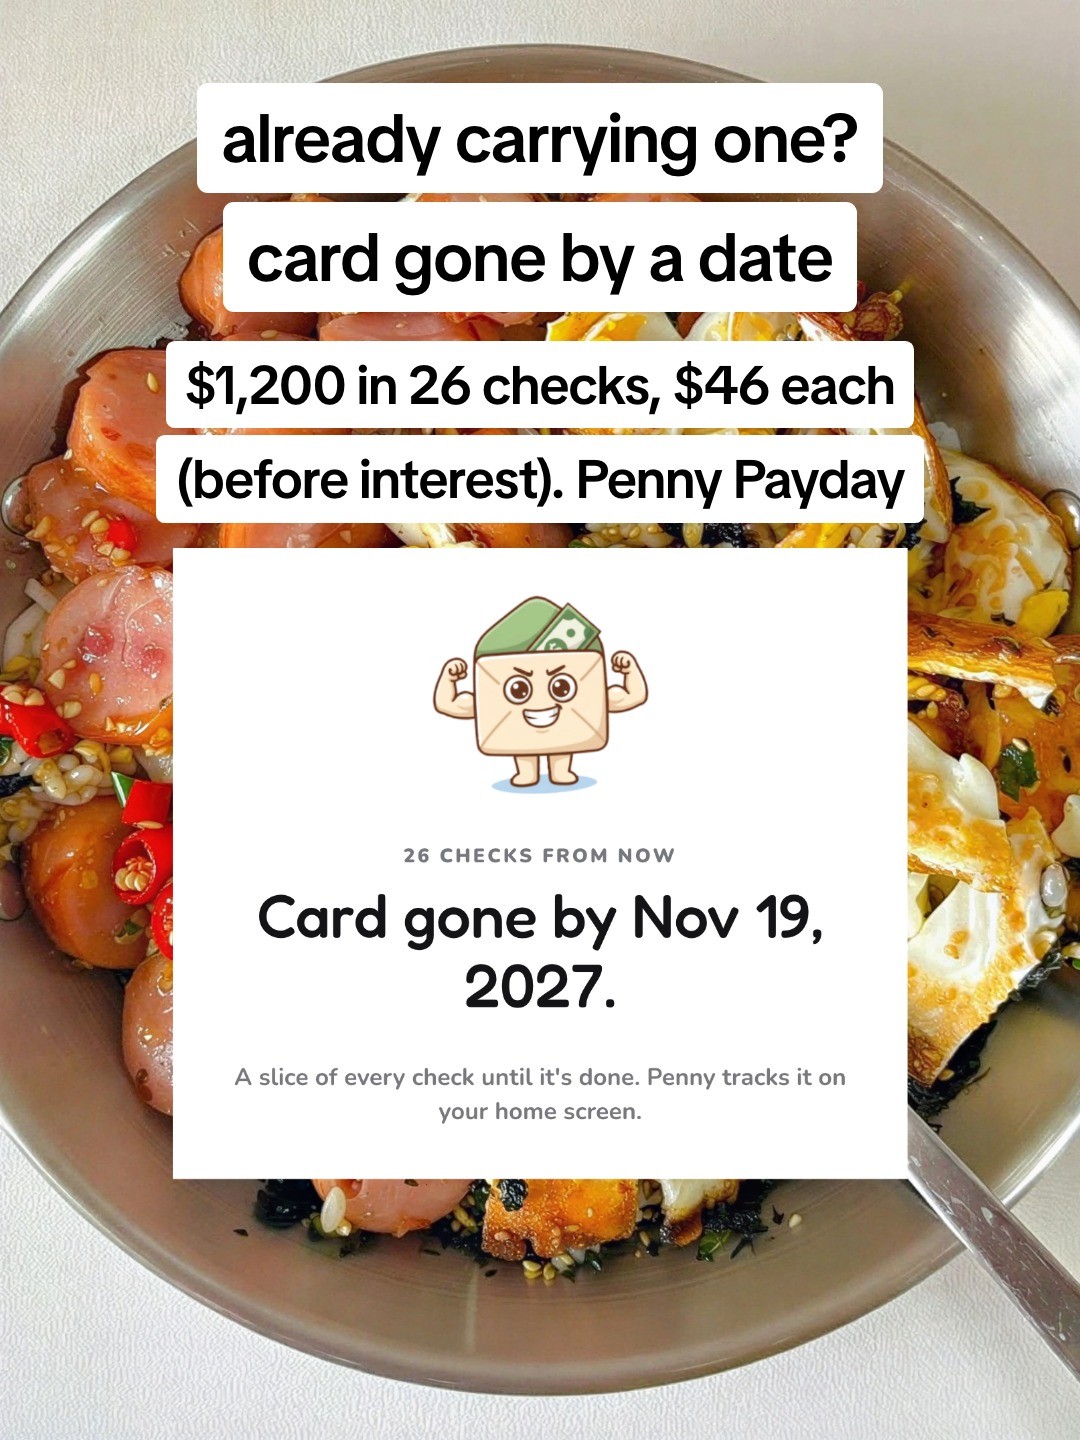 already carrying one?
card gone by a date
$1,200 in 26 checks, $46 each
(before interest). Penny Payday
26 CHECKS FROM NOW
Card gone by Nov 19,
2027.
A slice of every check until it's done. Penny tracks it on
your home screen.